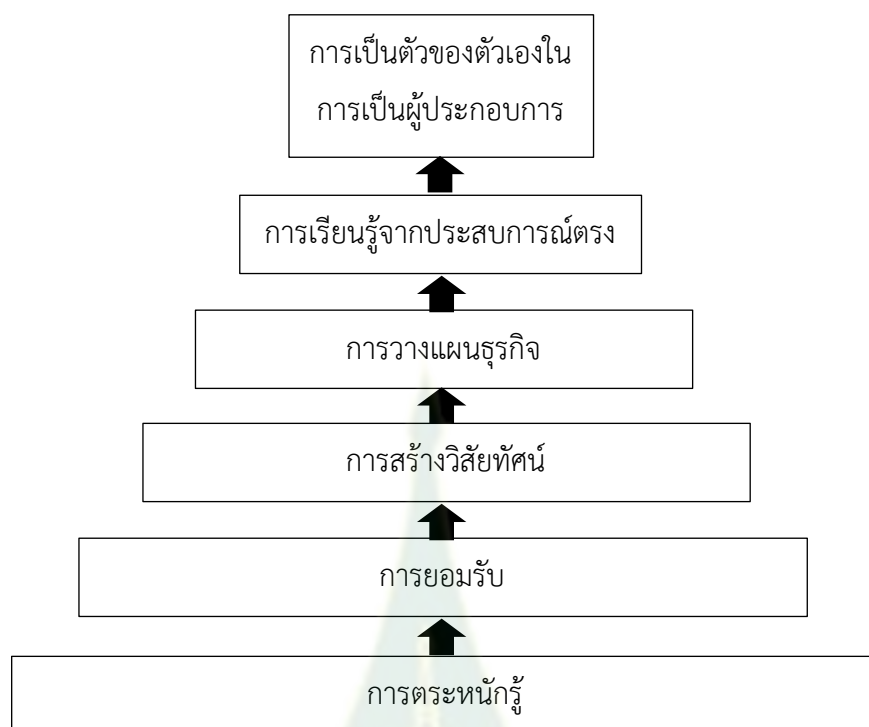 การเป็นตัวของตัวเองใน
การเป็นผู้ประกอบการ
การเรียนรู้จากประสบการณ์ตรง
การวางแผนธุรกิจ
การสร้างวิสัยทัศน์
การยอมรับ
การตระหนักรู้